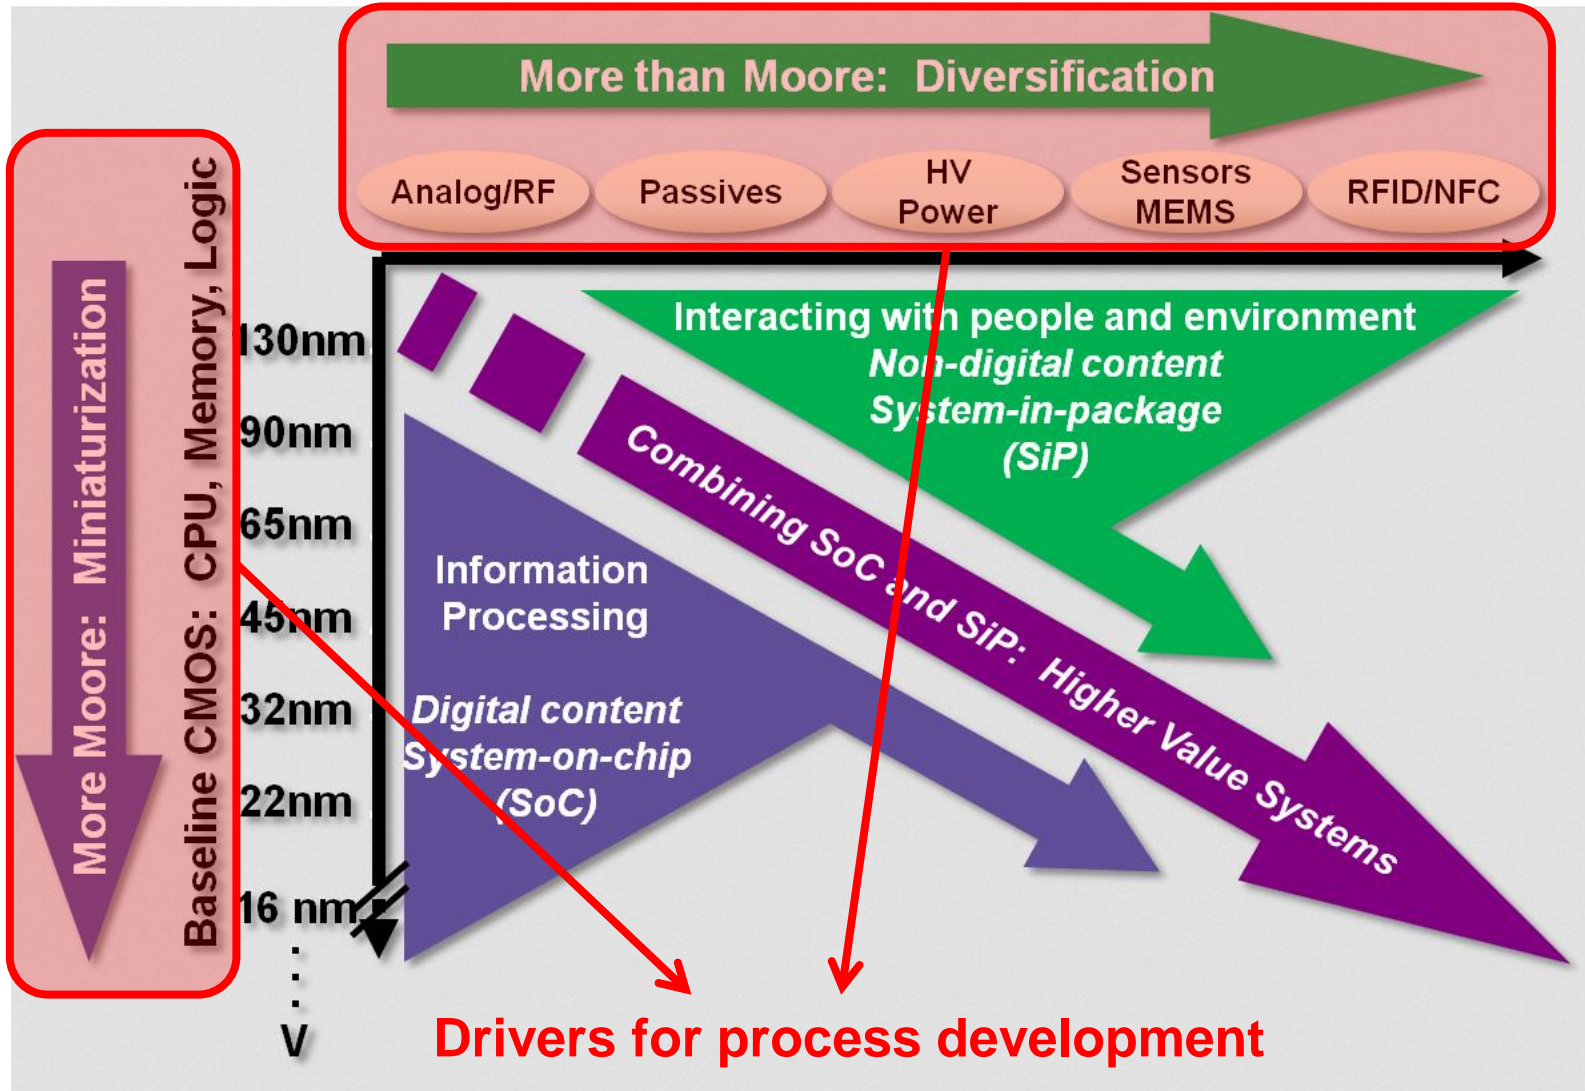 More than Moore: Diversification
Analog/RF
Passives
HV
Power
Sensors
MEMS
RFID/NFC
More Moore: Miniaturization
Baseline CMOS: CPU, Memory, Logic
130nm
90nm
65nm
45nm
32nm
22nm
16 nm
.
.
.
V
Interacting with people and environment
Non-digital content
System-in-package
(SiP)
Combining SoC and SiP: Higher Value Systems
Information
Processing
Digital content
System-on-chip
(SoC)
Drivers for process development